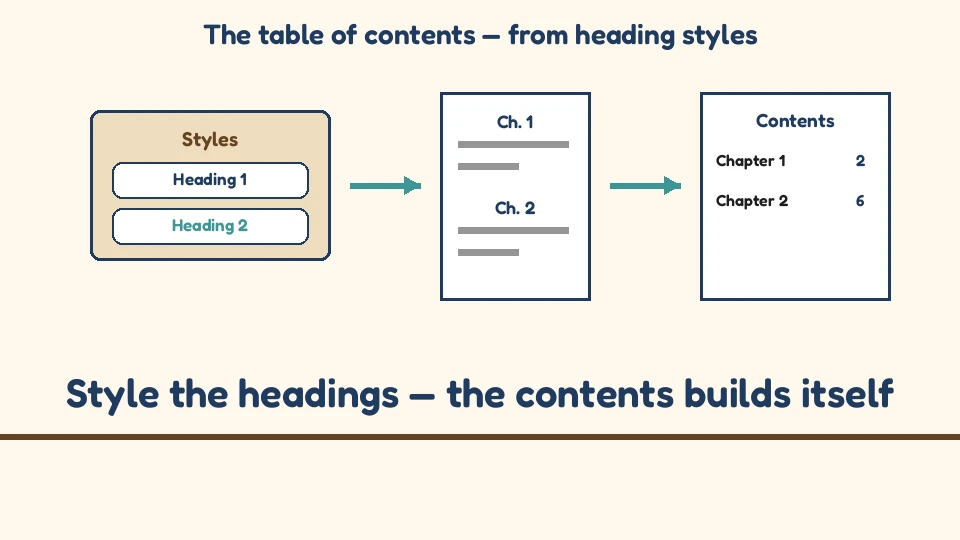 The table of contents — from heading styles
Styles
Heading 1
Heading 2
Ch. 1
Ch. 2
Contents
Chapter 1 2
Chapter 2 6
Style the headings — the contents builds itself